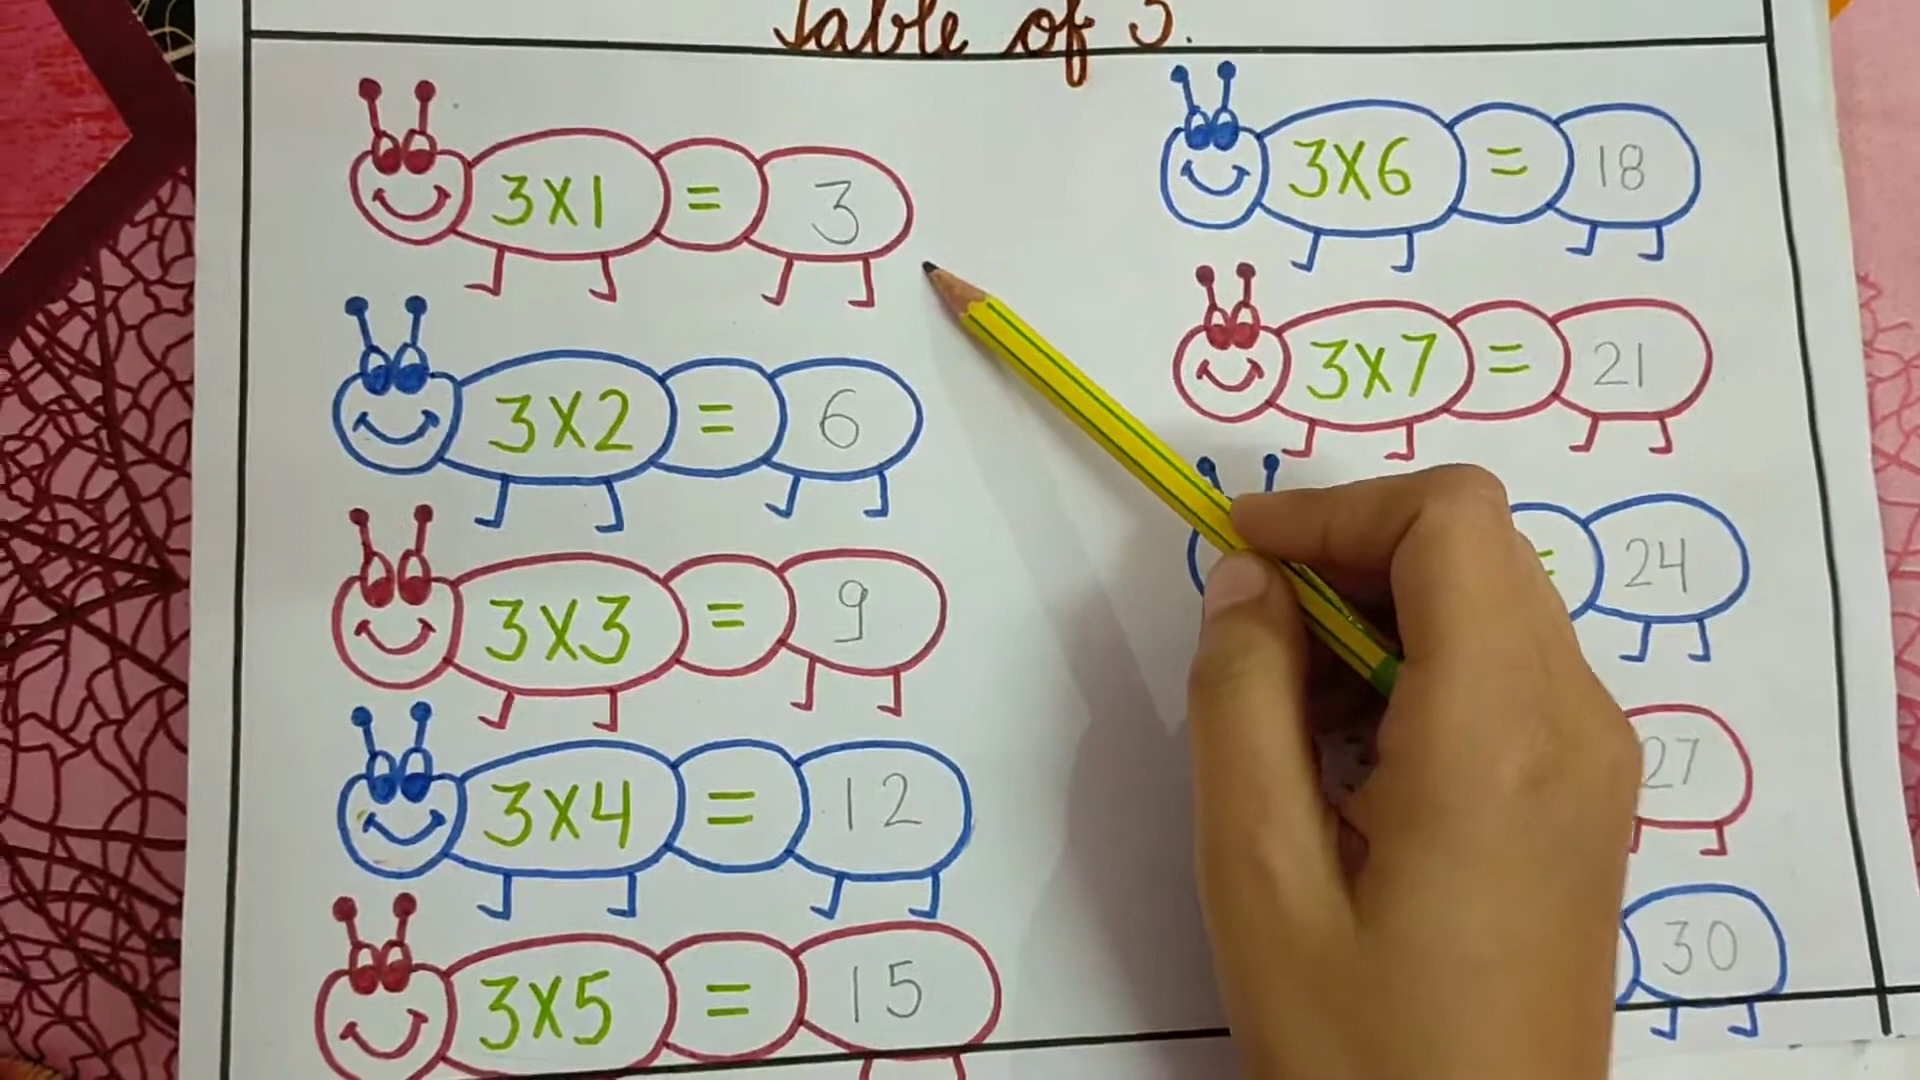 Table of 3.
3X1 = 3
3X2 = 6
3X3 = 9
3X4 = 12
3X5 = 15
3X6 = 18
3X7 = 21
= 24
27
30